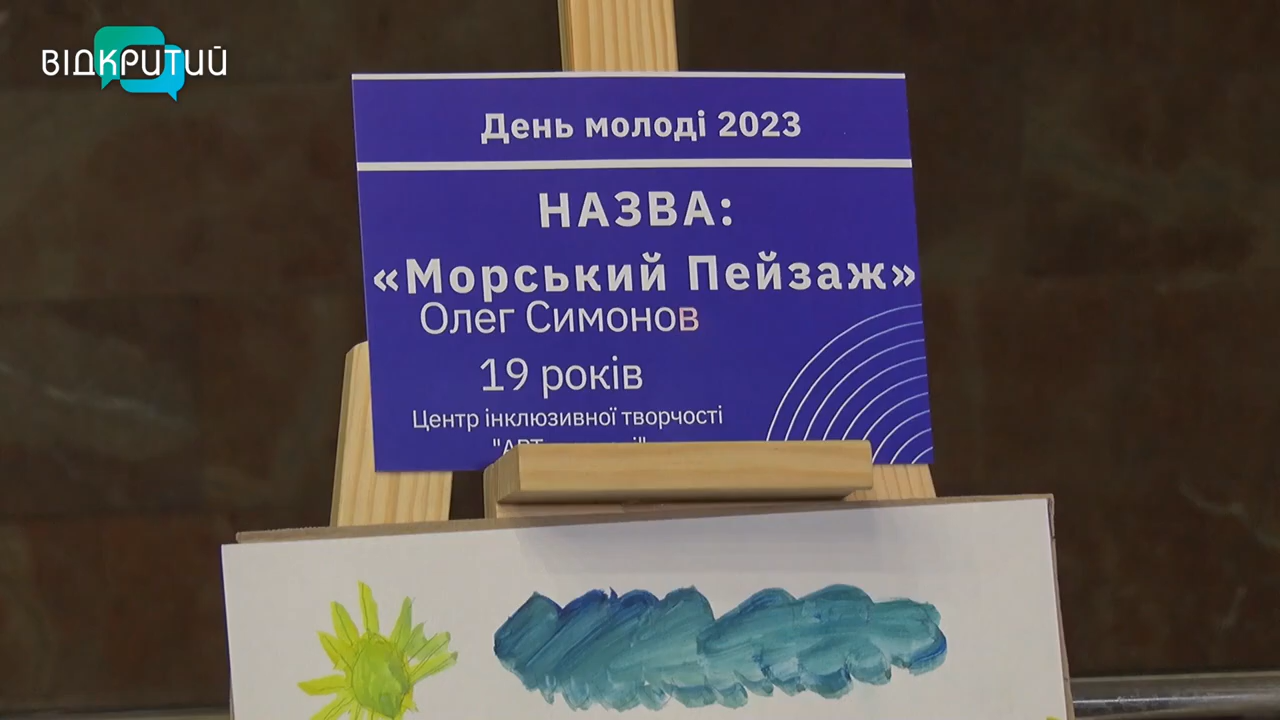 ВІДКРИТИЙ
День молоді 2023
НАЗВА:
«Морський Пейзаж»
Олег Симонов
19 років
Центр інклюзивної творчості